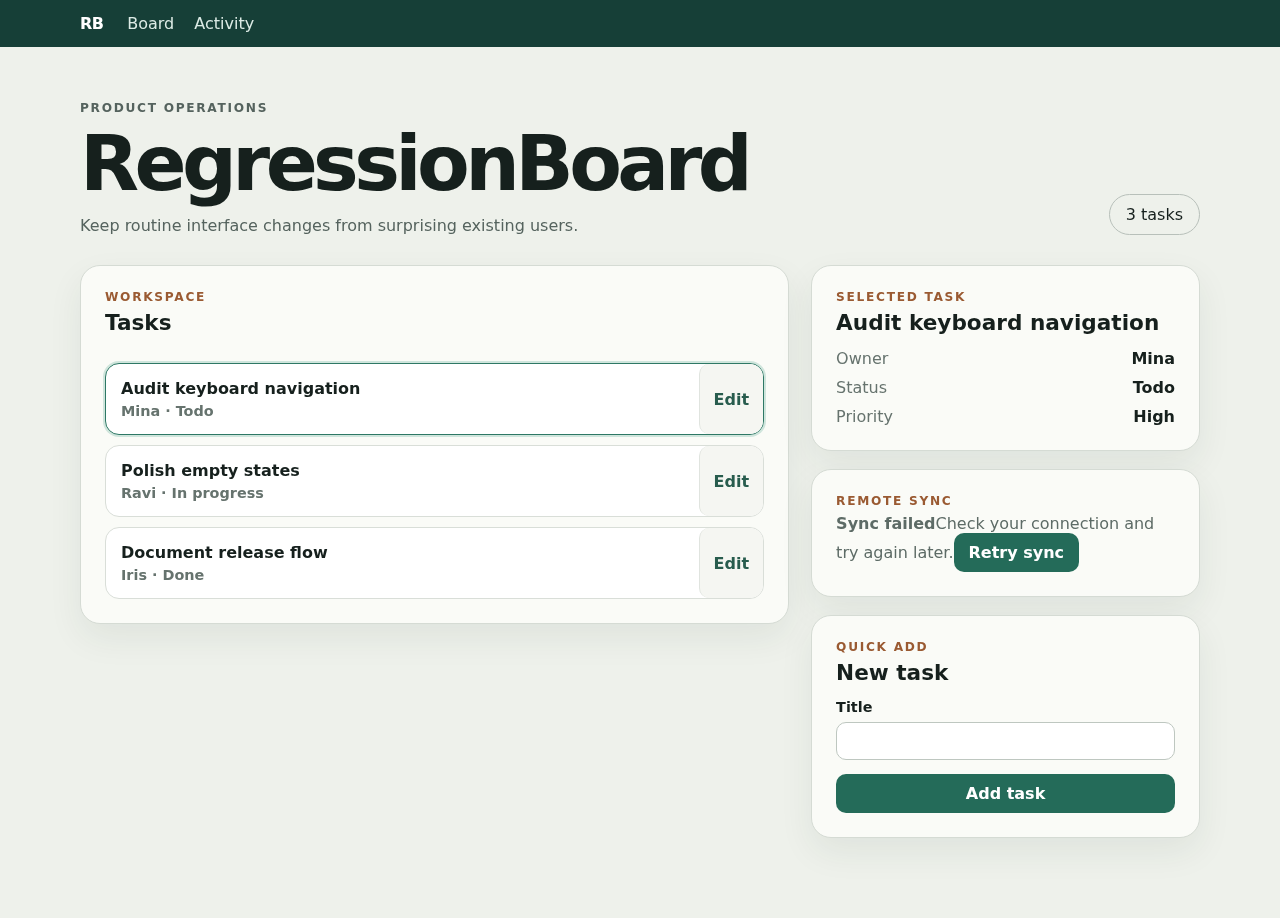 RB Board Activity
PRODUCT OPERATIONS
RegressionBoard
Keep routine interface changes from surprising existing users.
3 tasks
WORKSPACE
Tasks
Audit keyboard navigation
Mina · Todo
Edit
Polish empty states
Ravi · In progress
Edit
Document release flow
Iris · Done
Edit
SELECTED TASK
Audit keyboard navigation
Owner Mina
Status Todo
Priority High
REMOTE SYNC
Sync failedCheck your connection and
try again later. Retry sync
QUICK ADD
New task
Title
Add task